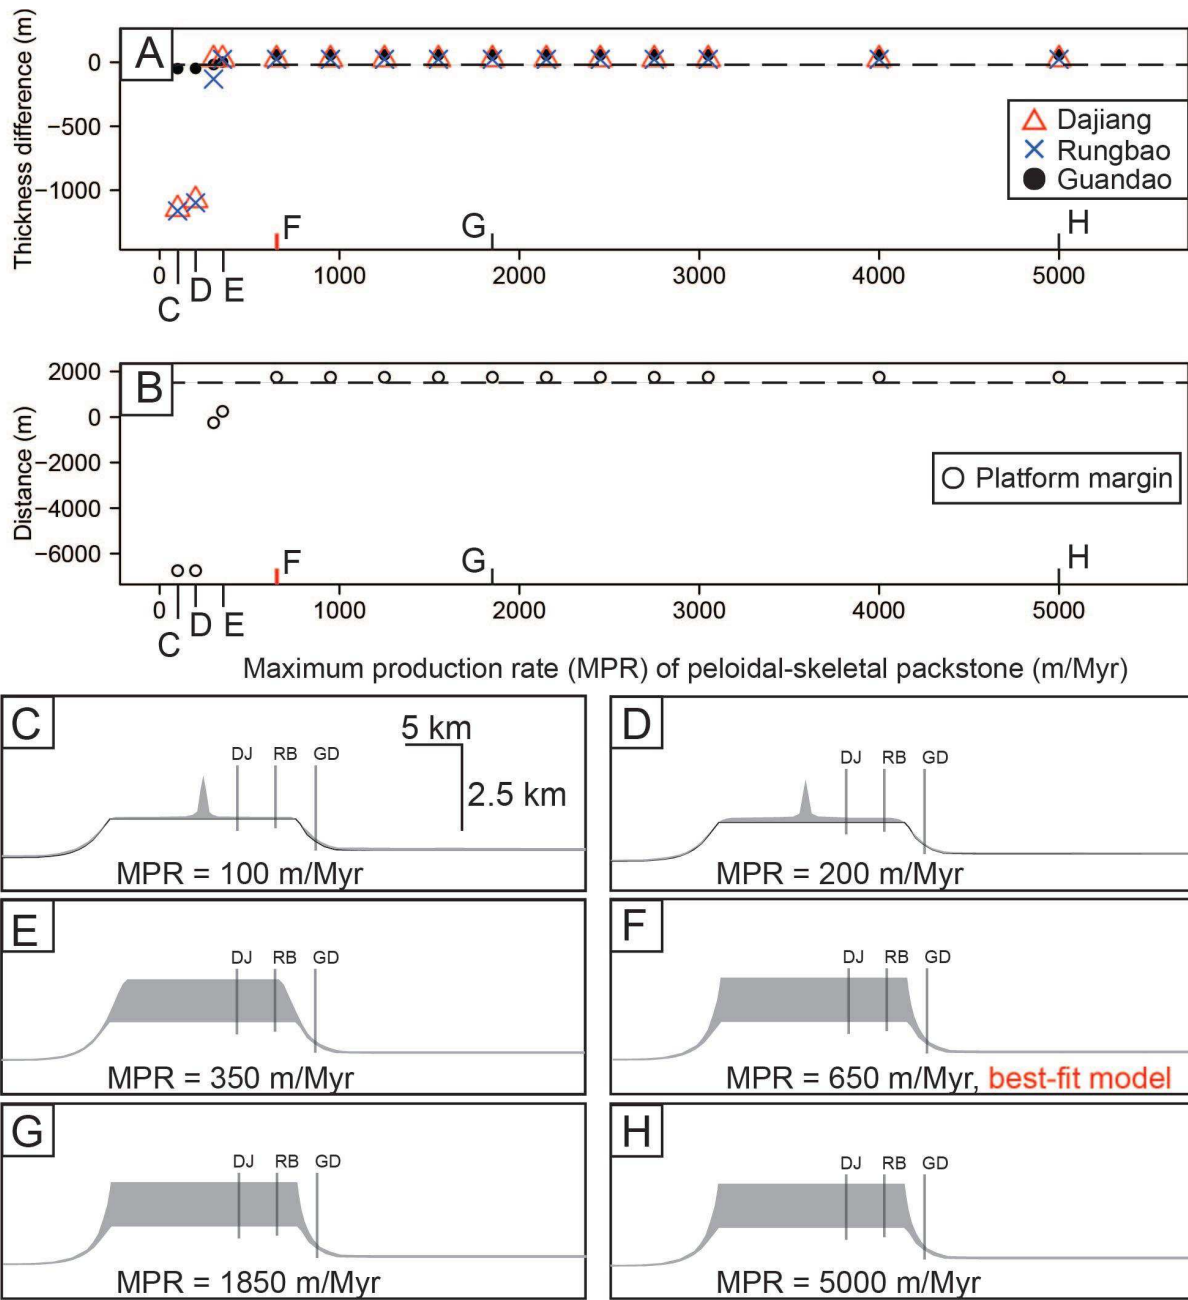 A
Thickness difference (m)
0
−500
−1000
Dajiang
Rungbao
Guandao
F
G
H
0
1000
2000
3000
4000
5000
C
D
E
B
Distance (m)
2000
0
−2000
−4000
−6000
Platform margin
F
G
H
0
1000
2000
3000
4000
5000
C
D
E
Maximum production rate (MPR) of peloidal-skeletal packstone (m/Myr)
C
5 km
2.5 km
DJ RB GD
MPR = 100 m/Myr
D
DJ RB GD
MPR = 200 m/Myr
E
DJ RB GD
MPR = 350 m/Myr
F
DJ RB GD
MPR = 650 m/Myr, best-fit model
G
DJ RB GD
MPR = 1850 m/Myr
H
DJ RB GD
MPR = 5000 m/Myr